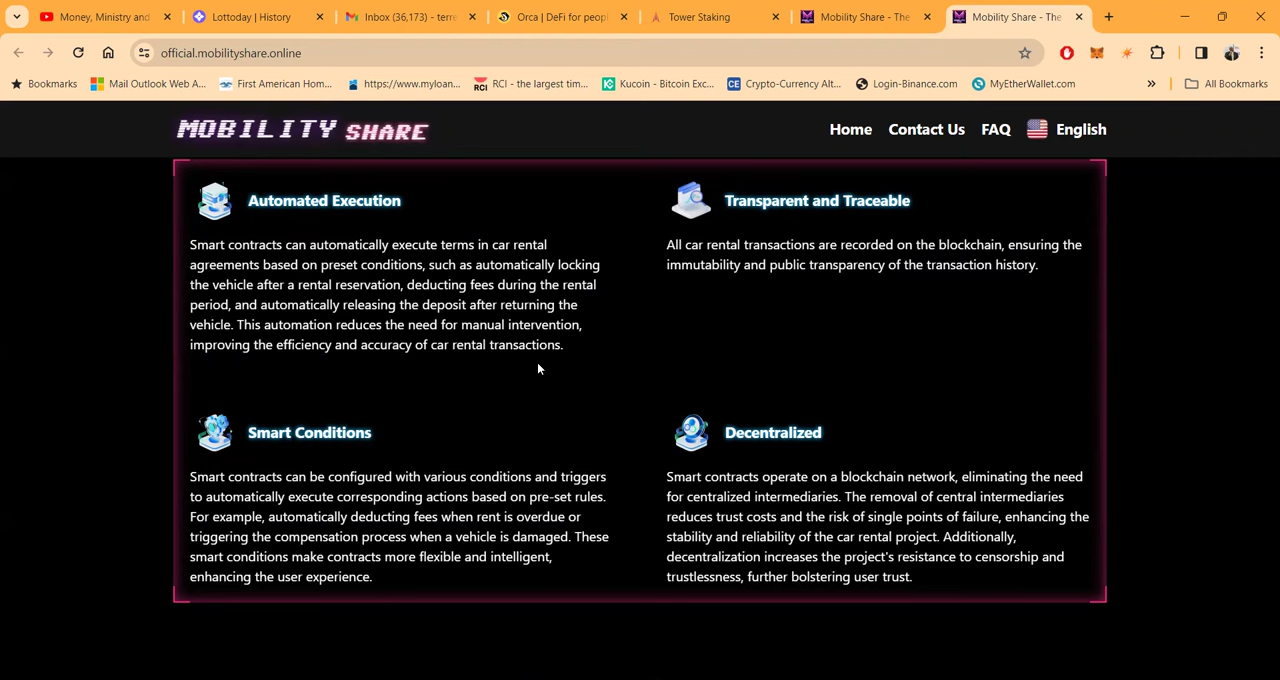 Money, Ministry and
Lottoday | History
Inbox (36,173) - terre
Orca | DeFi for peopl
Tower Staking
Mobility Share - The
Mobility Share - The
official.mobilityshare.online
Bookmarks
Mail Outlook Web A...
First American Hom...
https://www.myloan...
RCI - the largest tim...
Kucoin - Bitcoin Exc...
Crypto-Currency Alt...
Login-Binance.com
MyEtherWallet.com
»
All Bookmarks
MOBILITY SHARE
Home
Contact Us
FAQ
English
Automated Execution
Smart contracts can automatically execute terms in car rental
agreements based on preset conditions, such as automatically locking
the vehicle after a rental reservation, deducting fees during the rental
period, and automatically releasing the deposit after returning the
vehicle. This automation reduces the need for manual intervention,
improving the efficiency and accuracy of car rental transactions.
Transparent and Traceable
All car rental transactions are recorded on the blockchain, ensuring the
immutability and public transparency of the transaction history.
Smart Conditions
Smart contracts can be configured with various conditions and triggers
to automatically execute corresponding actions based on pre-set rules.
For example, automatically deducting fees when rent is overdue or
triggering the compensation process when a vehicle is damaged. These
smart conditions make contracts more flexible and intelligent,
enhancing the user experience.
Decentralized
Smart contracts operate on a blockchain network, eliminating the need
for centralized intermediaries. The removal of central intermediaries
reduces trust costs and the risk of single points of failure, enhancing the
stability and reliability of the car rental project. Additionally,
decentralization increases the project's resistance to censorship and
trustlessness, further bolstering user trust.